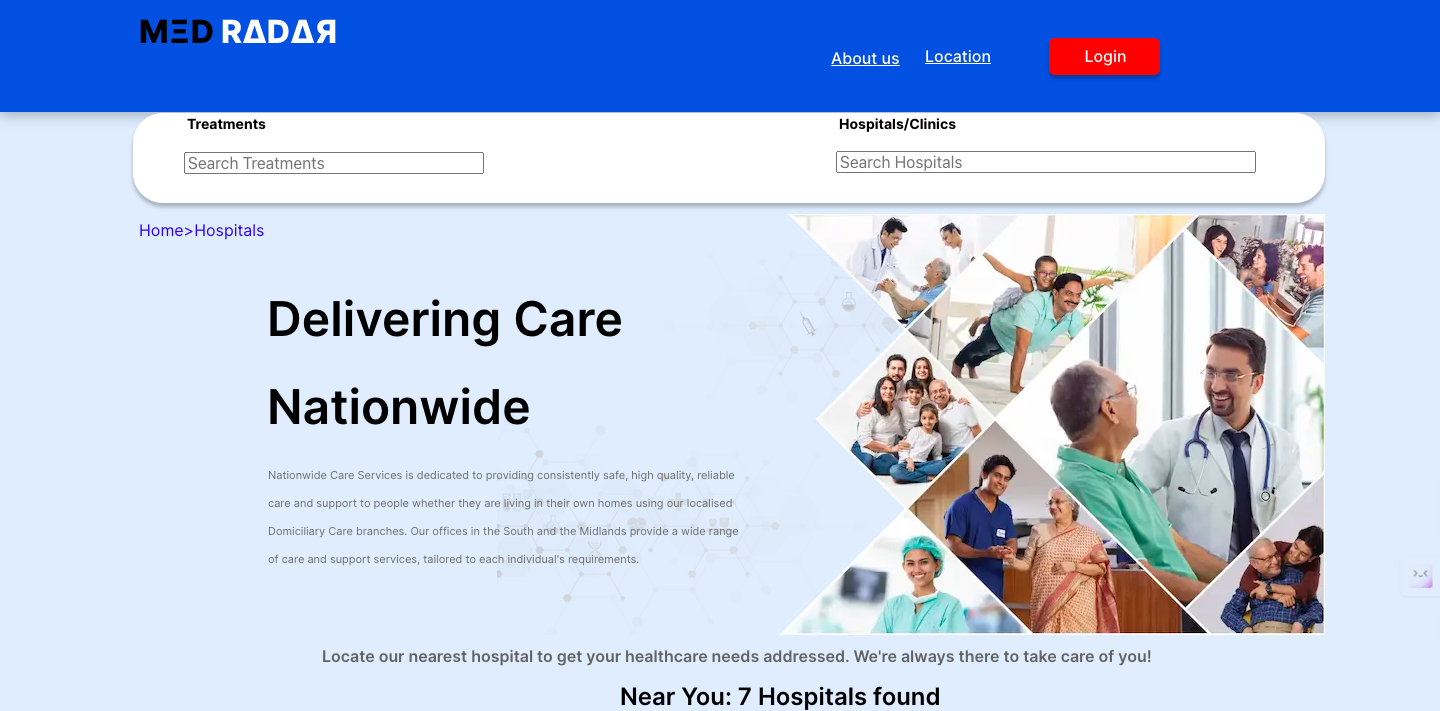 MED RADAR
About us
Location
Login
Treatments
Hospitals/Clinics
Search Treatments
Search Hospitals
Home>Hospitals
Delivering Care
Nationwide
Nationwide Care Services is dedicated to providing consistently safe, high quality, reliable
care and support to people whether they are living in their own homes using our localised
Domiciliary Care branches. Our offices in the South and the Midlands provide a wide range
of care and support services, tailored to each individual's requirements.
Locate our nearest hospital to get your healthcare needs addressed. We're always there to take care of you!
Near You: 7 Hospitals found